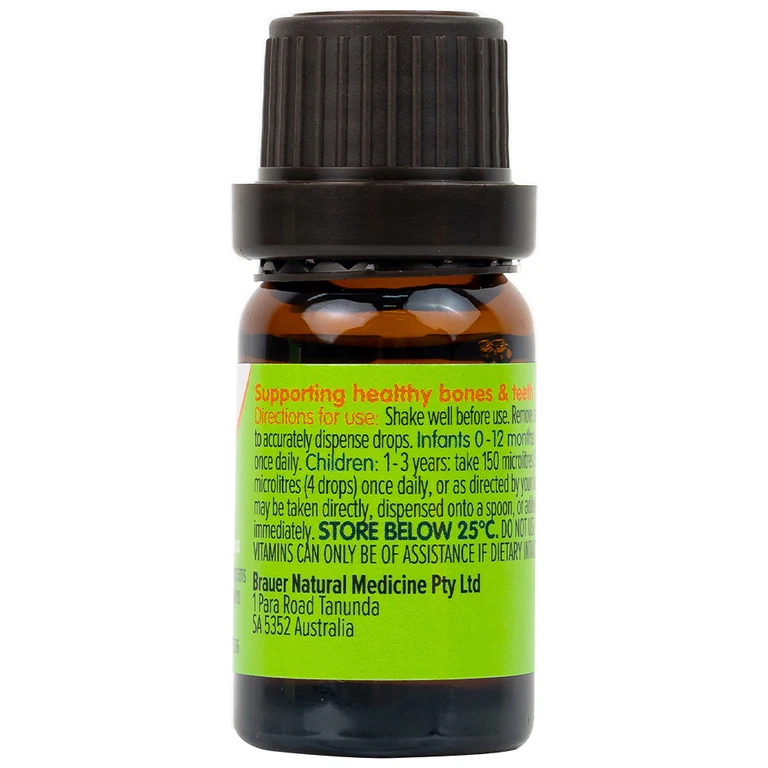 Supporting healthy bones & teeth
Directions for use: Shake well before use. Remove
to accurately dispense drops. Infants 0-12 months
once daily. Children: 1-3 years: take 150 microlitres
microlitres (4 drops) once daily, or as directed by your
may be taken directly, dispensed onto a spoon, or
immediately. STORE BELOW 25°C. DO NOT
VITAMINS CAN ONLY BE OF ASSISTANCE IF DIETARY
Brauer Natural Medicine Pty Ltd
1 Para Road Tanunda
SA 5352 Australia